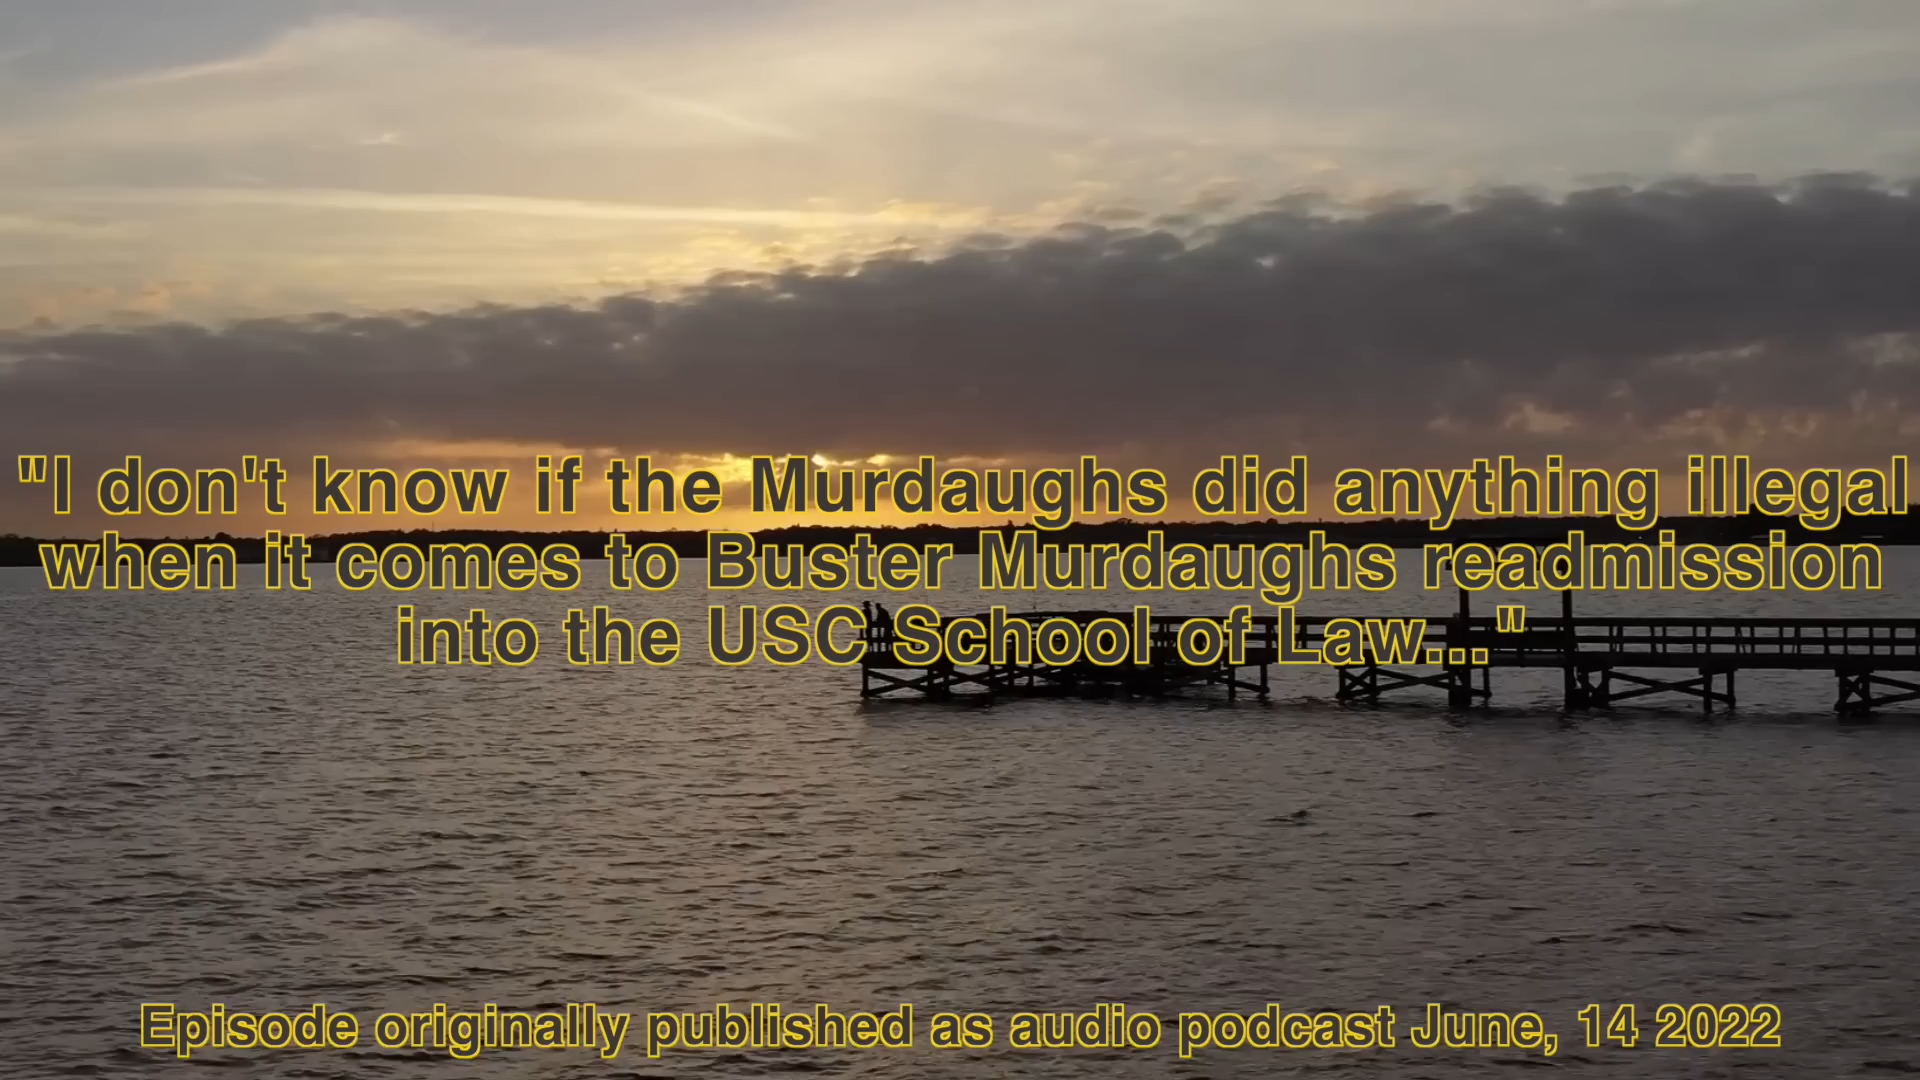 "I don't know if the Murdaughs did anything illegal
when it comes to Buster Murdaughs readmission
into the USC School of Law..."
Episode originally published as audio podcast June, 14 2022